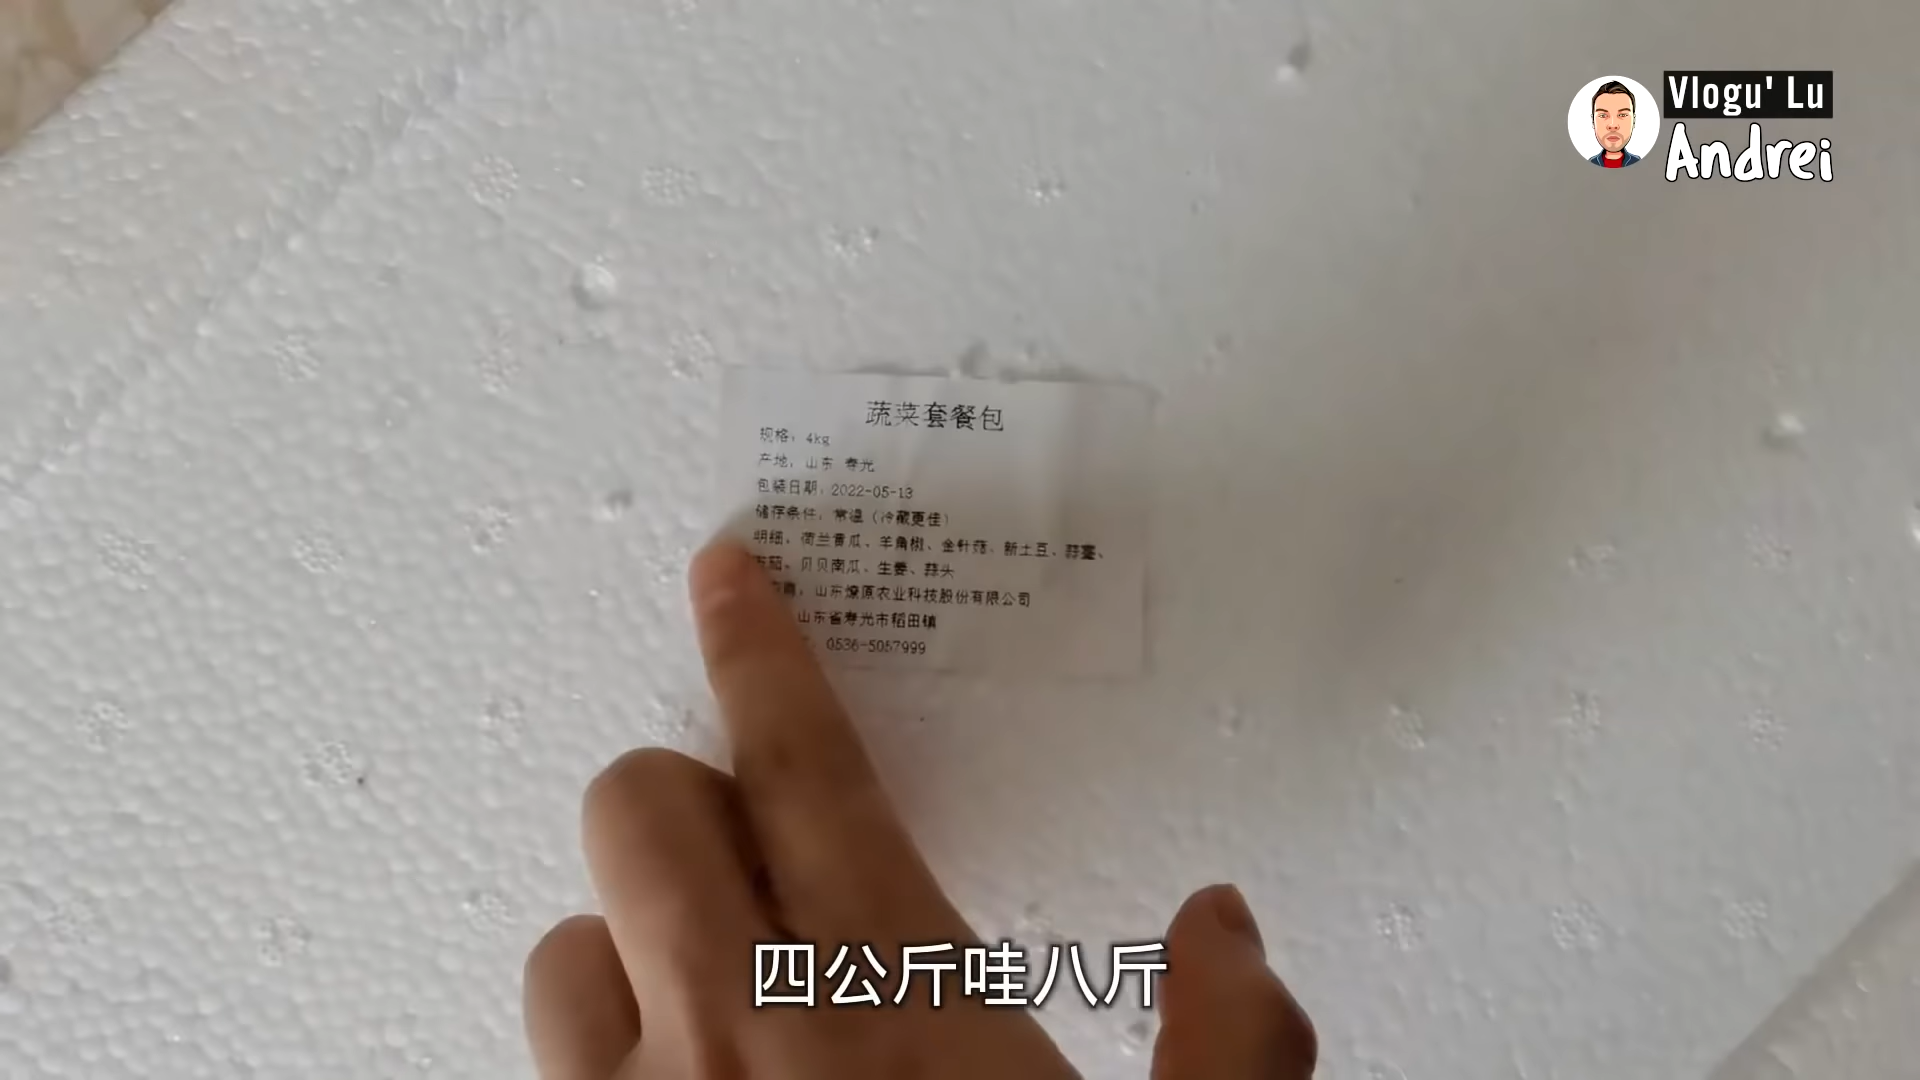 Vlogu' Lu
Andrei
蔬菜套餐包
规格：4kg
产地：山东 寿光
包装日期：2022-05-13
储存条件：常温（冷藏更佳）
明细：荷兰黄瓜、羊角椒、金针菇、新土豆、蒜薹、
茄、贝贝南瓜、生姜、蒜头
商：山东燎原农业科技股份有限公司
山东省寿光市稻田镇
：0536-5057999
四公斤哇八斤